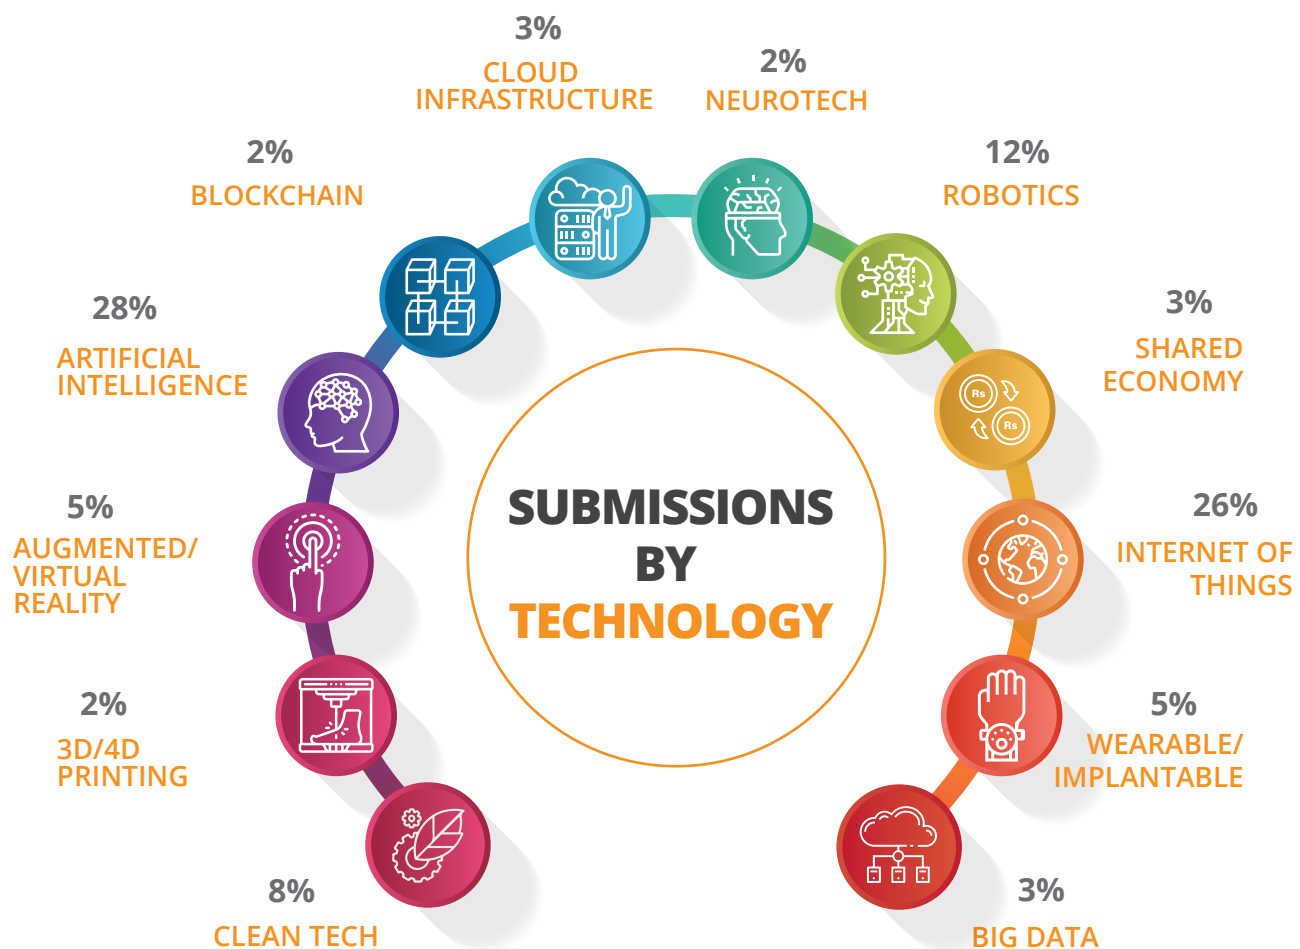 3%
CLOUD
INFRASTRUCTURE
2%
NEUROTECH
2%
BLOCKCHAIN
12%
ROBOTICS
28%
ARTIFICIAL
INTELLIGENCE
3%
SHARED
ECONOMY
Rs
Rs
5%
AUGMENTED/
VIRTUAL
REALITY
SUBMISSIONS
BY
TECHNOLOGY
26%
INTERNET OF
THINGS
2%
3D/4D
PRINTING
5%
WEARABLE/
IMPLANTABLE
8%
CLEAN TECH
3%
BIG DATA